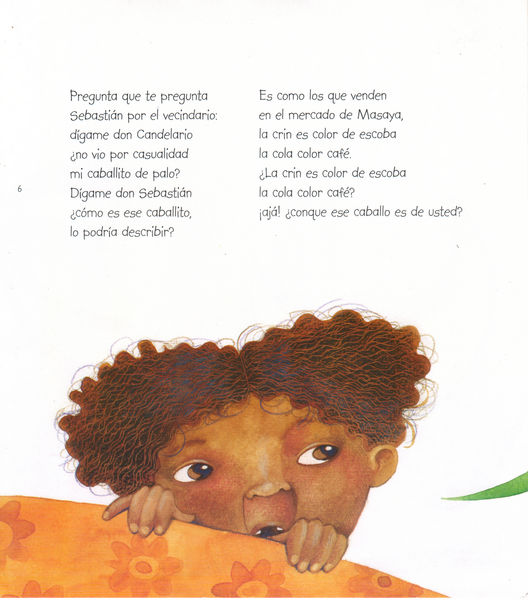 Pregunta que te pregunta
Sebastián por el vecindario:
dígame don Candelario
¿no vio por casualidad
mi caballito de palo?
Dígame don Sebastián
¿cómo es ese caballito,
lo podría describir?
Es como los que venden
en el mercado de Masaya,
la crin es color de escoba
la cola color café.
¿La crin es color de escoba
la cola color café?
¡ajá! ¿conque ese caballo es de usted?
6